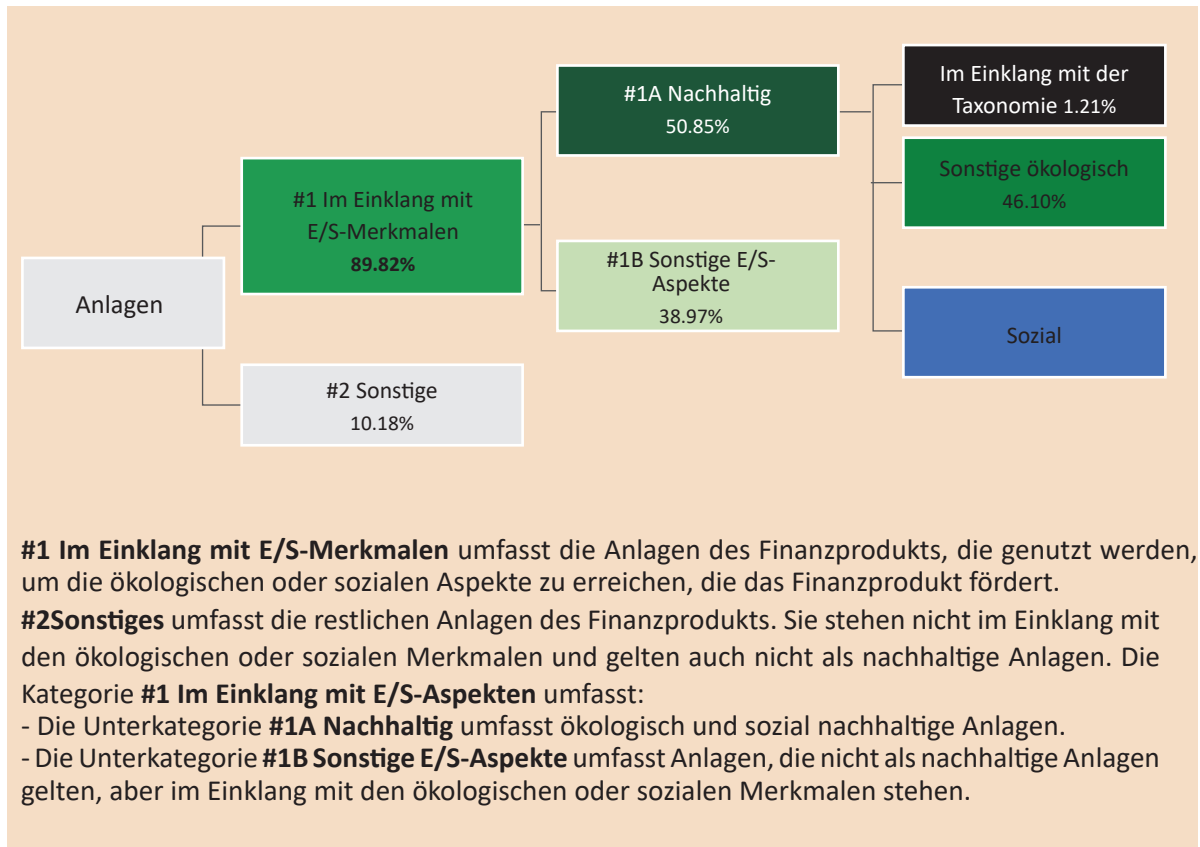 Anlagen
#1 Im Einklang mit
E/S-Merkmalen
89.82%
#2 Sonstige
10.18%
#1A Nachhaltig
50.85%
#1B Sonstige E/S-
Aspekte
38.97%
Im Einklang mit der
Taxonomie 1.21%
Sonstige ökologisch
46.10%
Sozial
#1 Im Einklang mit E/S-Merkmalen umfasst die Anlagen des Finanzprodukts, die genutzt werden,
um die ökologischen oder sozialen Aspekte zu erreichen, die das Finanzprodukt fördert.
#2Sonstiges umfasst die restlichen Anlagen des Finanzprodukts. Sie stehen nicht im Einklang mit
den ökologischen oder sozialen Merkmalen und gelten auch nicht als nachhaltige Anlagen. Die
Kategorie #1 Im Einklang mit E/S-Aspekten umfasst:
- Die Unterkategorie #1A Nachhaltig umfasst ökologisch und sozial nachhaltige Anlagen.
- Die Unterkategorie #1B Sonstige E/S-Aspekte umfasst Anlagen, die nicht als nachhaltige Anlagen
gelten, aber im Einklang mit den ökologischen oder sozialen Merkmalen stehen.